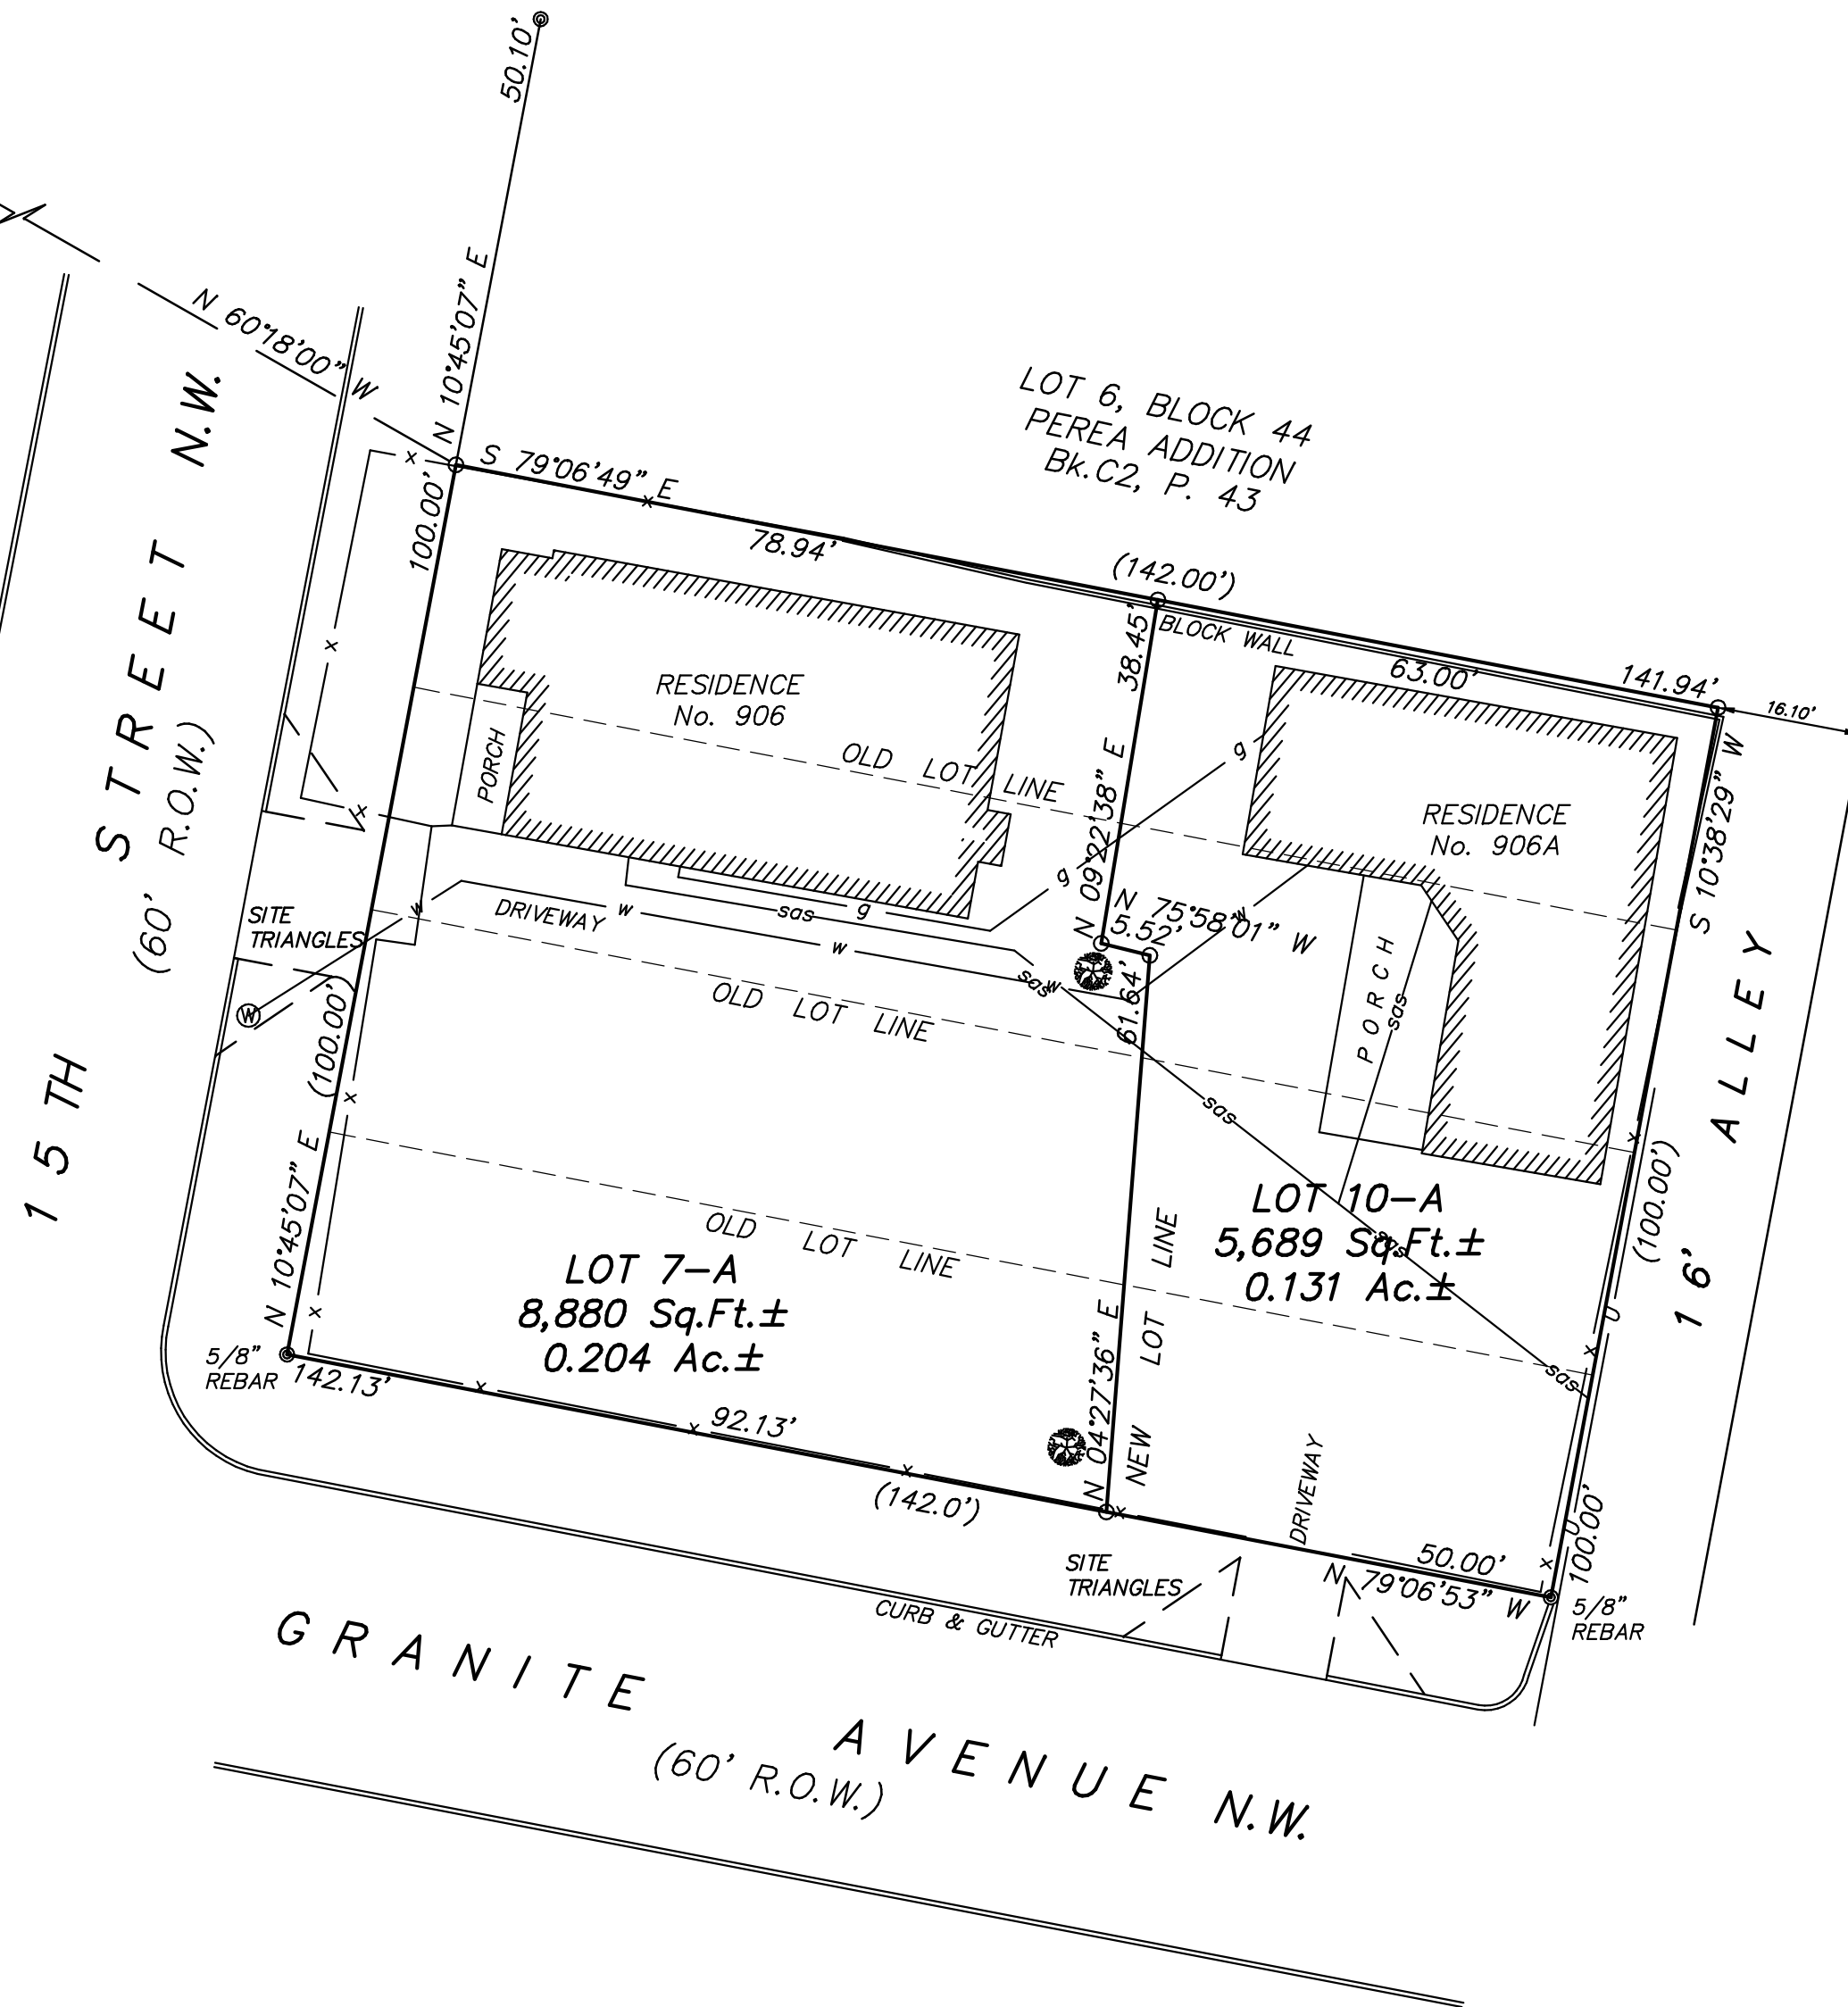 50.10'
N 10°45'07" E
N 60°18'00" W
15TH STREET N.W.
(60' R.O.W.)
LOT 6, BLOCK 44
PEREA ADDITION
Bk.C2, P. 43
S 79°06'49" E
78.94'
(142.00')
BLOCK WALL
63.00'
141.94'
16.10'
100.00'
38.45'
RESIDENCE
No. 906
PORCH
OLD LOT LINE
N 09°22'38" E
g
g
RESIDENCE
No. 906A
S 10°38'29" W
N 75°58'01" W
5.52'
SITE
TRIANGLES
DRIVEWAY
w
w
sas
g
w
w
W
sas
w
w
61.64'
OLD LOT LINE
PORCH
sas
sas
ALLEY
16'
(100.00')
(100.00')
N 10°45'07" E
OLD LOT LINE
LOT 7-A
8,880 Sq.Ft.±
0.204 Ac.±
LOT 10-A
5,689 Sq.Ft.±
0.131 Ac.±
sas
sas
U
U
N 04°27'36" E
NEW LOT LINE
5/8"
REBAR
142.13'
92.13'
(142.0')
DRIVEWAY
SITE
TRIANGLES
50.00'
100.00'
N 79°06'53" W
5/8"
REBAR
CURB & GUTTER
GRANITE AVENUE N.W.
(60' R.O.W.)
x
x
x
x
x
x
x
x
x
x
x
x
x